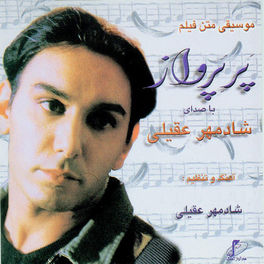 موسیقی متن فیلم
پر پرواز
با صدای
شادمهر عقیلی
آهنگ و تنظیم :
شادمهر عقیلی